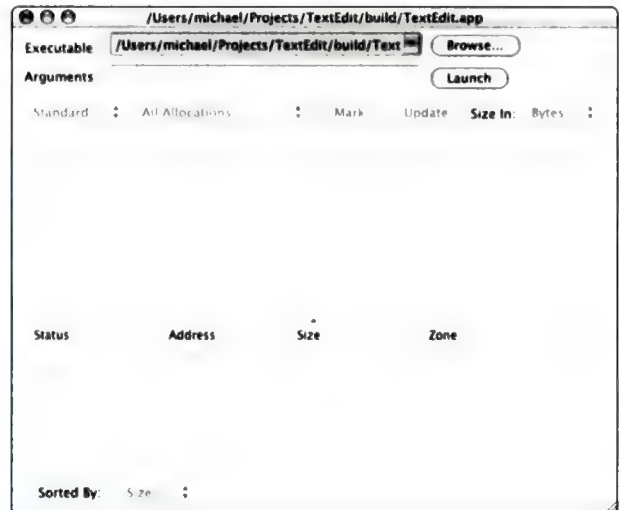 /Users/michael/Projects/TextEdit/build/TextEdit.app
Executable /Users/michael/Projects/TextEdit/build/Text Browse...
Arguments Launch
Standard All Allocations Mark Update Size In: Bytes
Status Address Size Zone
Sorted By: Size